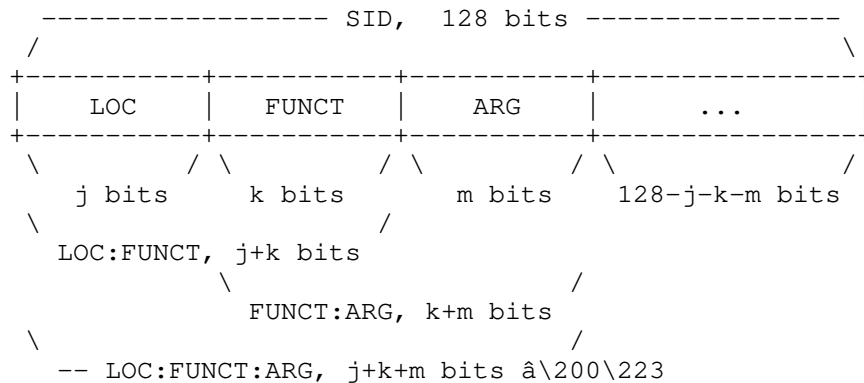 ------------------ SID,  128 bits ----------------
/                                                   \
+-----------+-----------+-----------+-----------------
|    LOC    |   FUNCT   |    ARG    |       ...       |
+-----------+-----------+-----------+-----------------
\         / \         / \         / \              /
j bits      k bits       m bits    128-j-k-m bits
\                     /
LOC:FUNCT, j+k bits
\                     /
FUNCT:ARG, k+m bits
\                                 /
-- LOC:FUNCT:ARG, j+k+m bits â\200\223